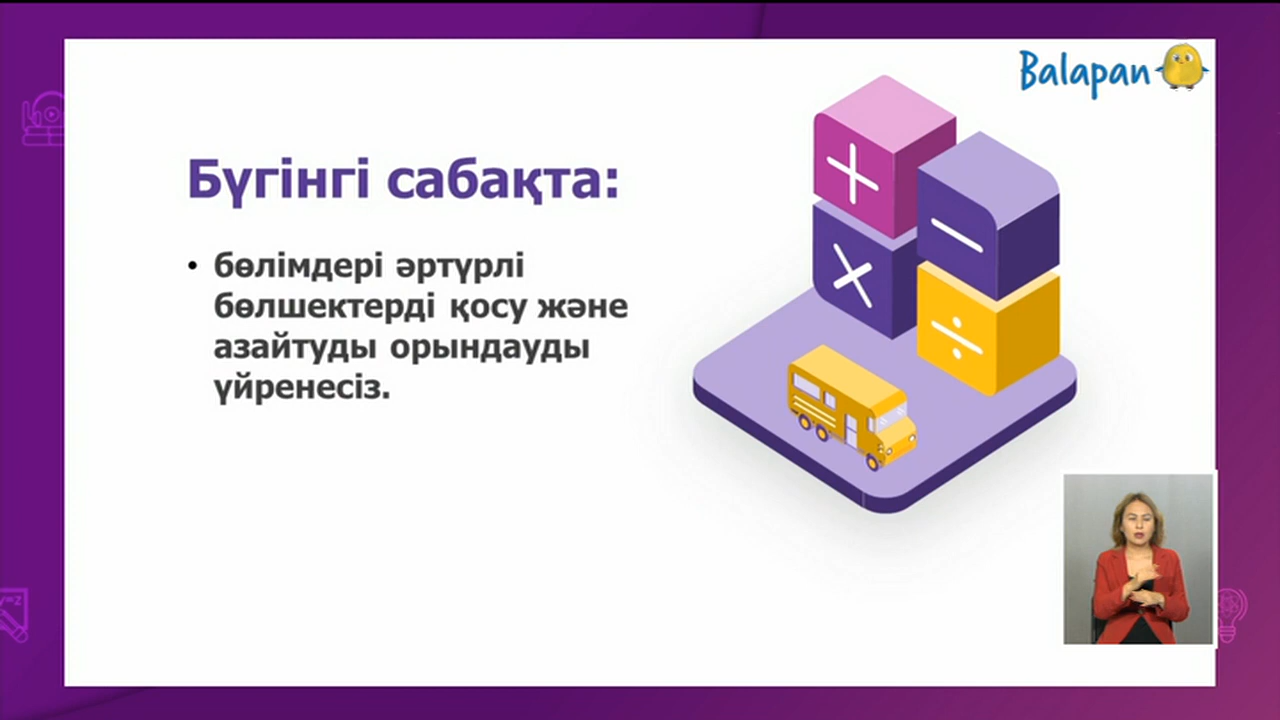 Balapan
Бүгінгі сабақта:
• бөлімдері әртүрлі
бөлшектерді қосу және
азайтуды орындауды
үйренесіз.